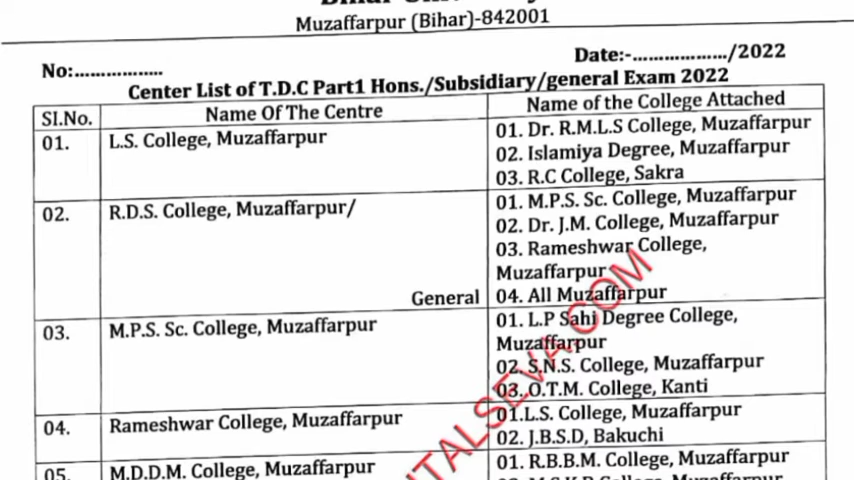 Muzaffarpur (Bihar)-842001
No:..................
Date:-.................../2022
Center List of T.D.C Part1 Hons./Subsidiary/general Exam 2022
SI.No.
Name Of The Centre
Name of the College Attached
01.
L.S. College, Muzaffarpur
01. Dr. R.M.L.S College, Muzaffarpur
02. Islamiya Degree, Muzaffarpur
03. R.C College, Sakra
02.
R.D.S. College, Muzaffarpur/
General
01. M.P.S. Sc. College, Muzaffarpur
02. Dr. J.M. College, Muzaffarpur
03. Rameshwar College,
Muzaffarpur
04. All Muzaffarpur
03.
M.P.S. Sc. College, Muzaffarpur
01. L.P Sahi Degree College,
Muzaffarpur
02. S.N.S. College, Muzaffarpur
03. O.T.M. College, Kanti
04.
Rameshwar College, Muzaffarpur
01.L.S. College, Muzaffarpur
02. J.B.S.D, Bakuchi
05.
M.D.D.M. College, Muzaffarpur
01. R.B.B.M. College, Muzaffarpur
ITALSEVA.COM